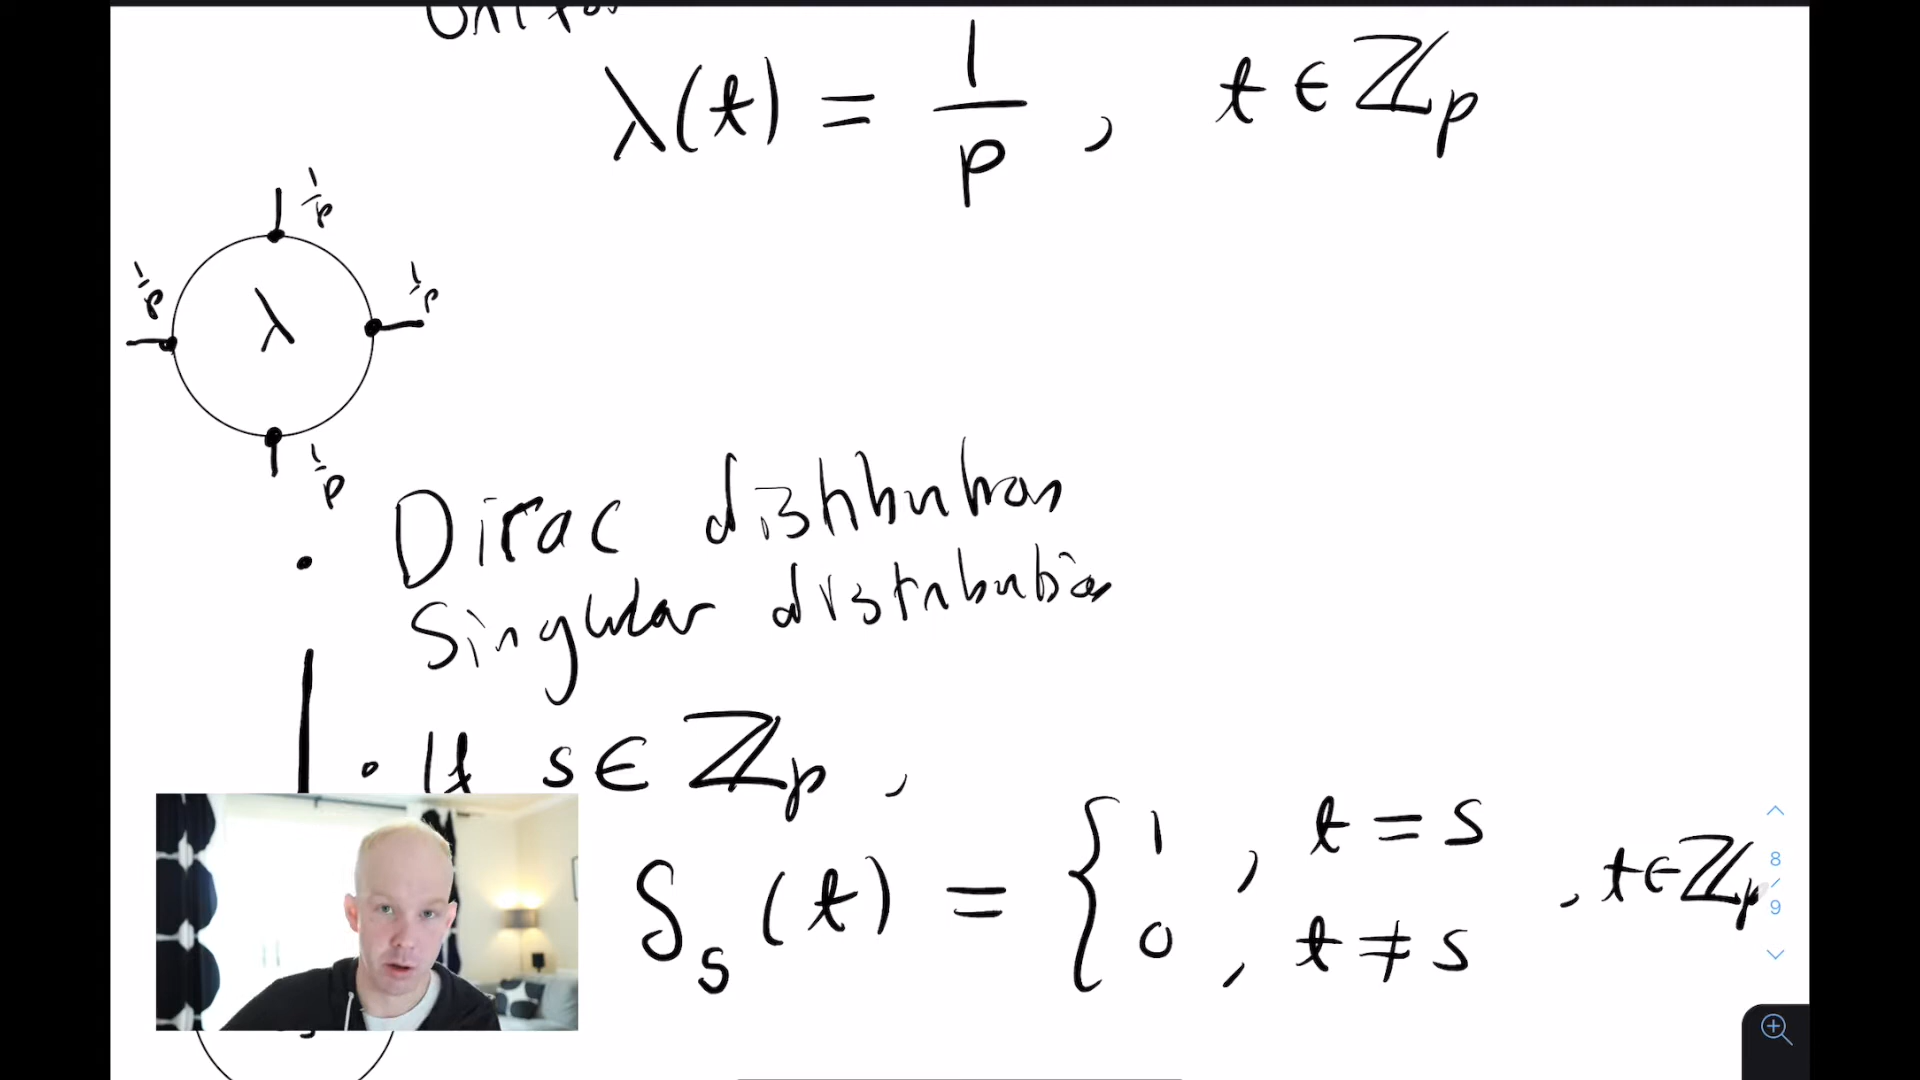 λ(t) = 1/p , t ∈ ℤp
1/p
1/p
1/p
λ
1/p
• Dirac distribution
Singular distribution
• If s ∈ ℤp ,
δs (t) = { 1 , t = s
0 , t ≠ s , t ∈ ℤp
8
/
9